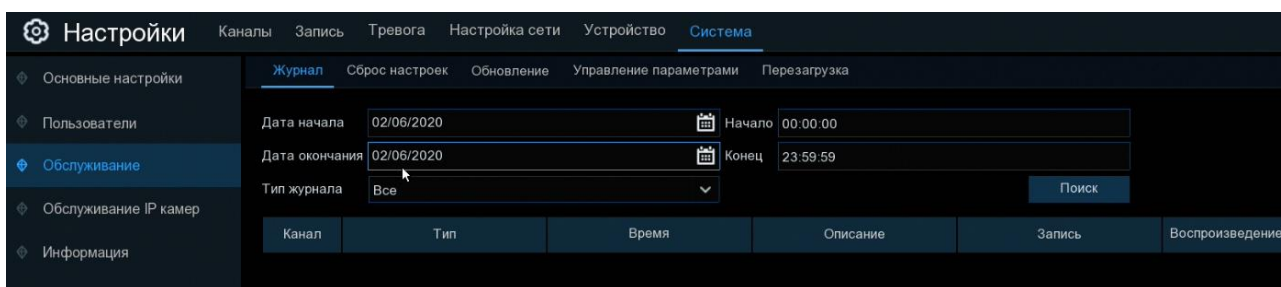 Настройки Каналы Запись Тревога Настройка сети Устройство Система
Основные настройки
Пользователи
Обслуживание
Обслуживание IP камер
Информация
Журнал Сброс настроек Обновление Управление параметрами Перезагрузка
Дата начала 02/06/2020 Начало 00:00:00
Дата окончания 02/06/2020 Конец 23:59:59
Тип журнала Все Поиск
Канал Тип Время Описание Запись Воспроизведение